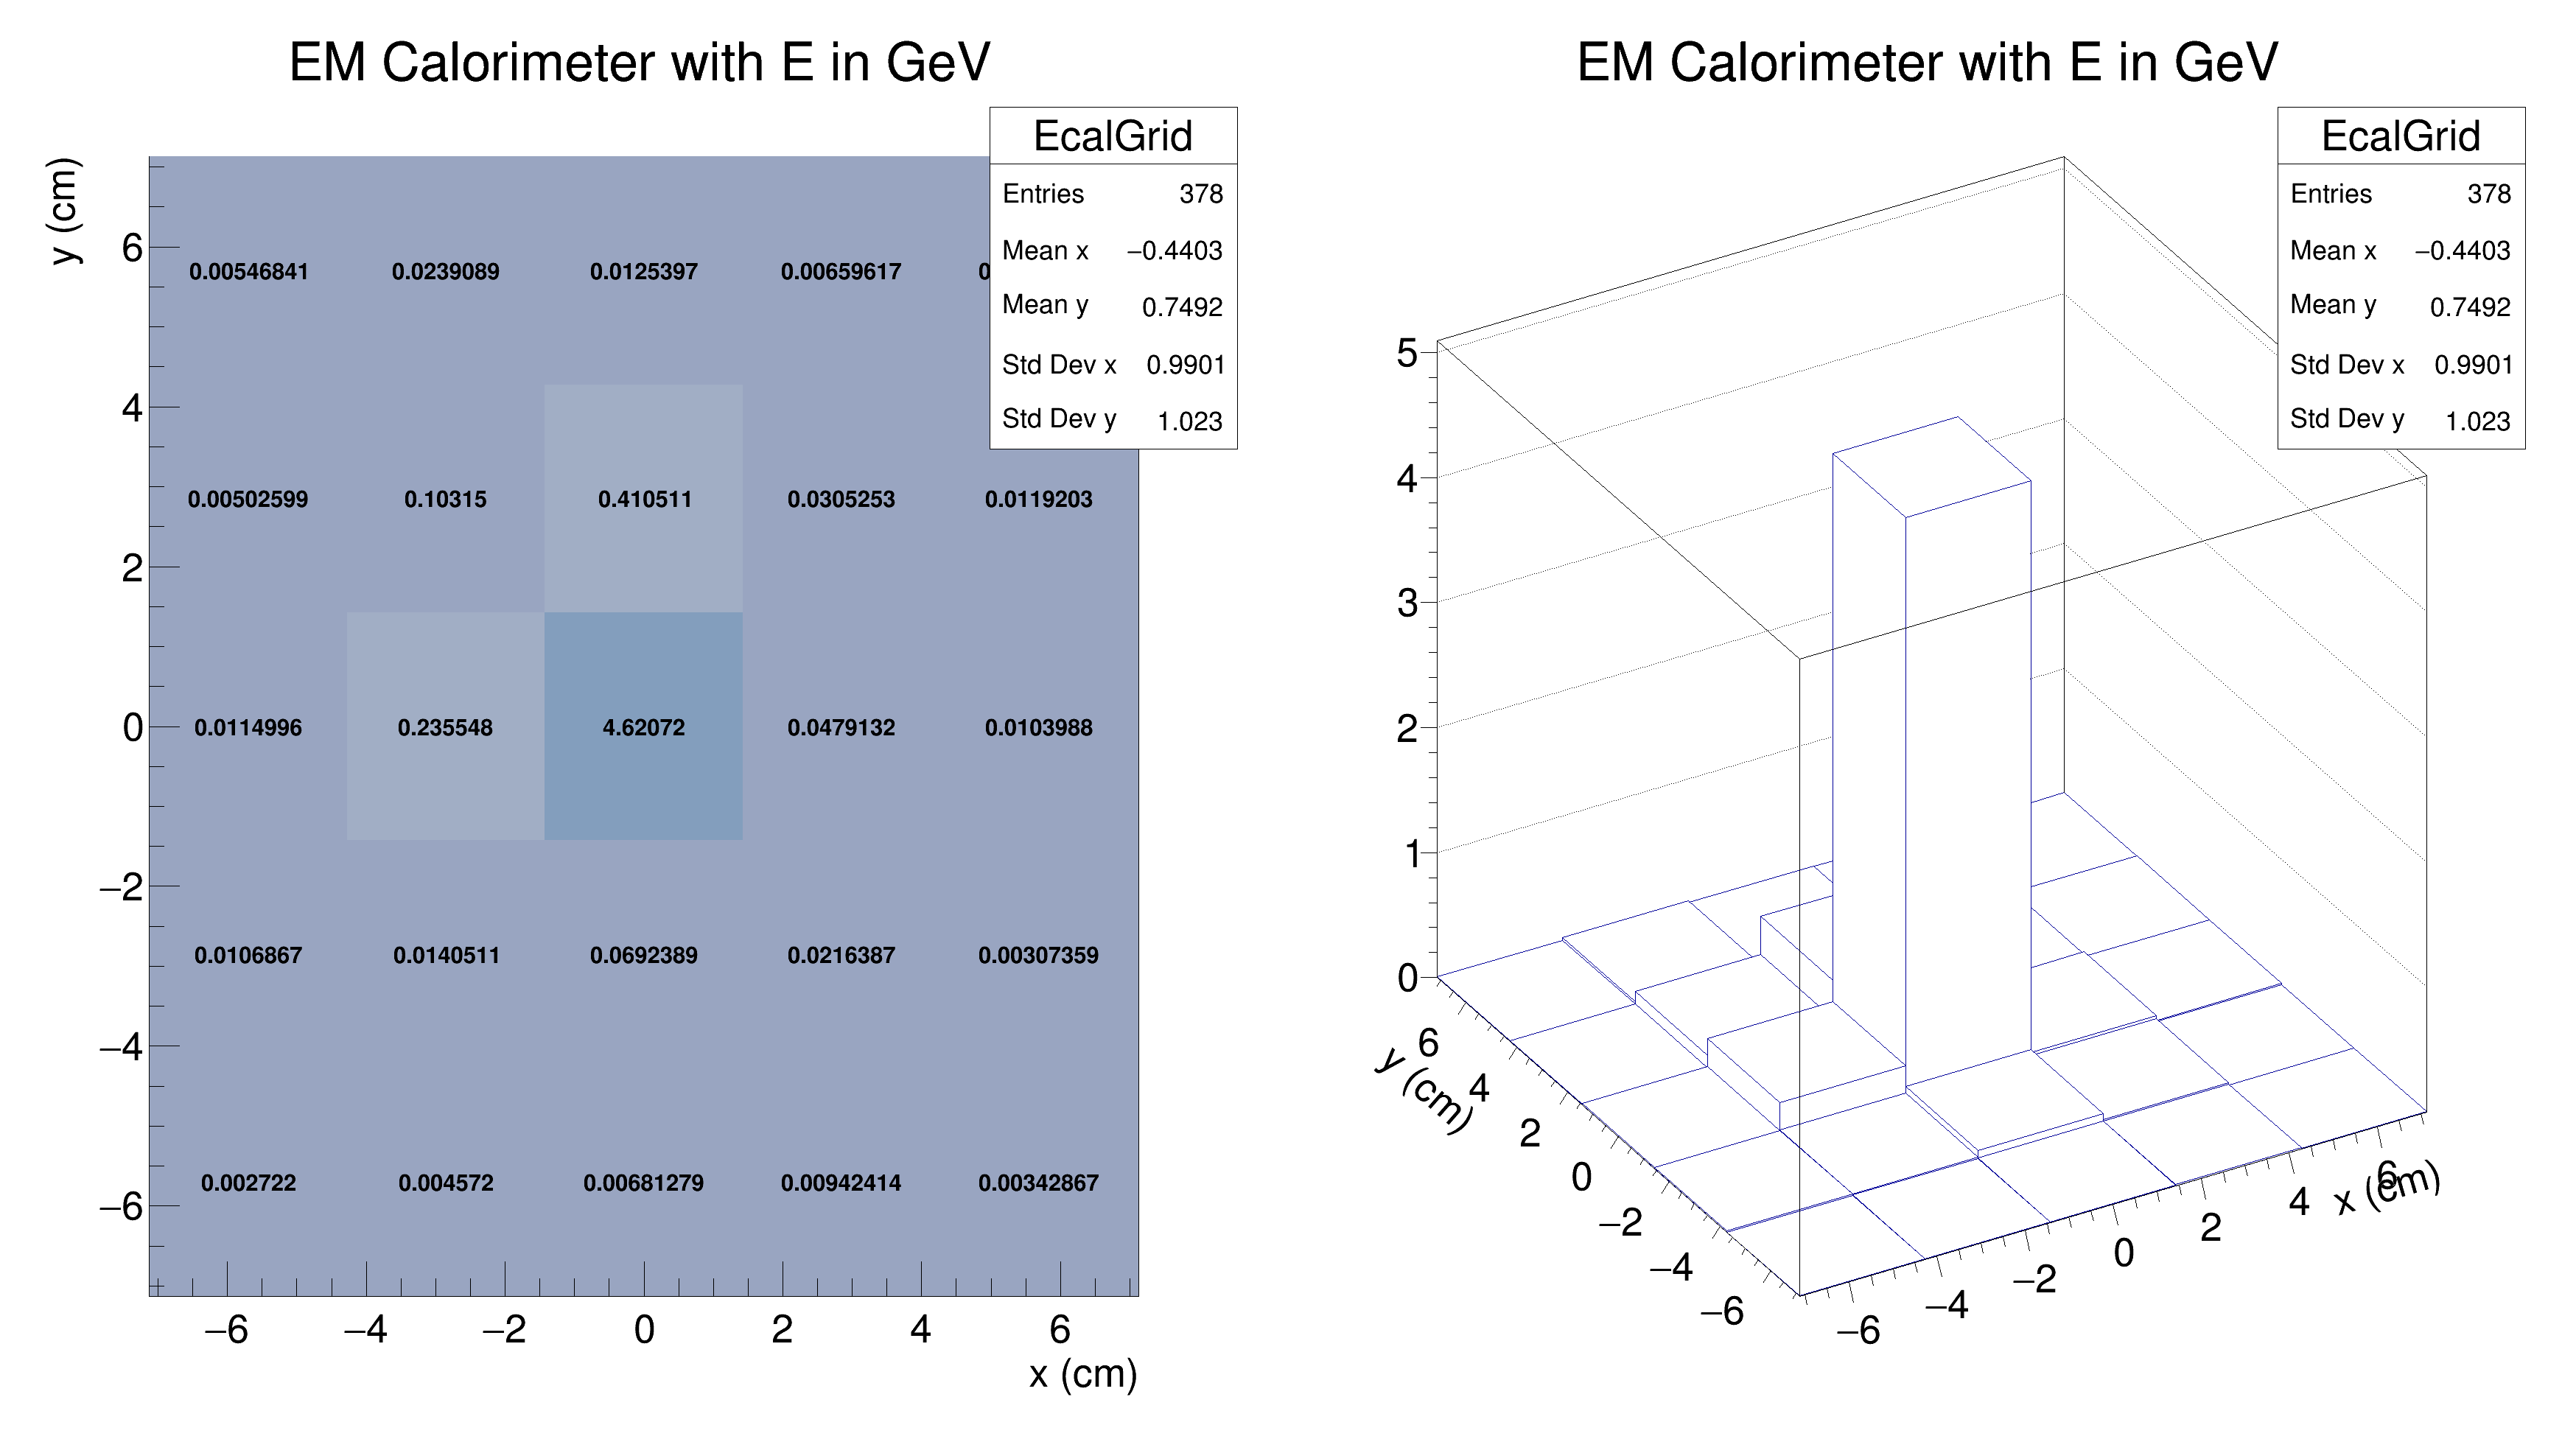 EM Calorimeter with E in GeV
EcalGrid
Entries 378
Mean x −0.4403
Mean y 0.7492
Std Dev x 0.9901
Std Dev y 1.023
y (cm)
6
4
2
0
−2
−4
−6
0.00546841 0.0239089 0.0125397 0.00659617
0.00502599 0.10315 0.410511 0.0305253 0.0119203
0.0114996 0.235548 4.62072 0.0479132 0.0103988
0.0106867 0.0140511 0.0692389 0.0216387 0.00307359
0.002722 0.004572 0.00681279 0.00942414 0.00342867
−6 −4 −2 0 2 4 6
x (cm)
EM Calorimeter with E in GeV
EcalGrid
Entries 378
Mean x −0.4403
Mean y 0.7492
Std Dev x 0.9901
Std Dev y 1.023
5
4
3
2
1
0
y (cm)
6
4
2
0
−2
−4
−6
−6 −4 −2 0 2 4 6
x (cm)